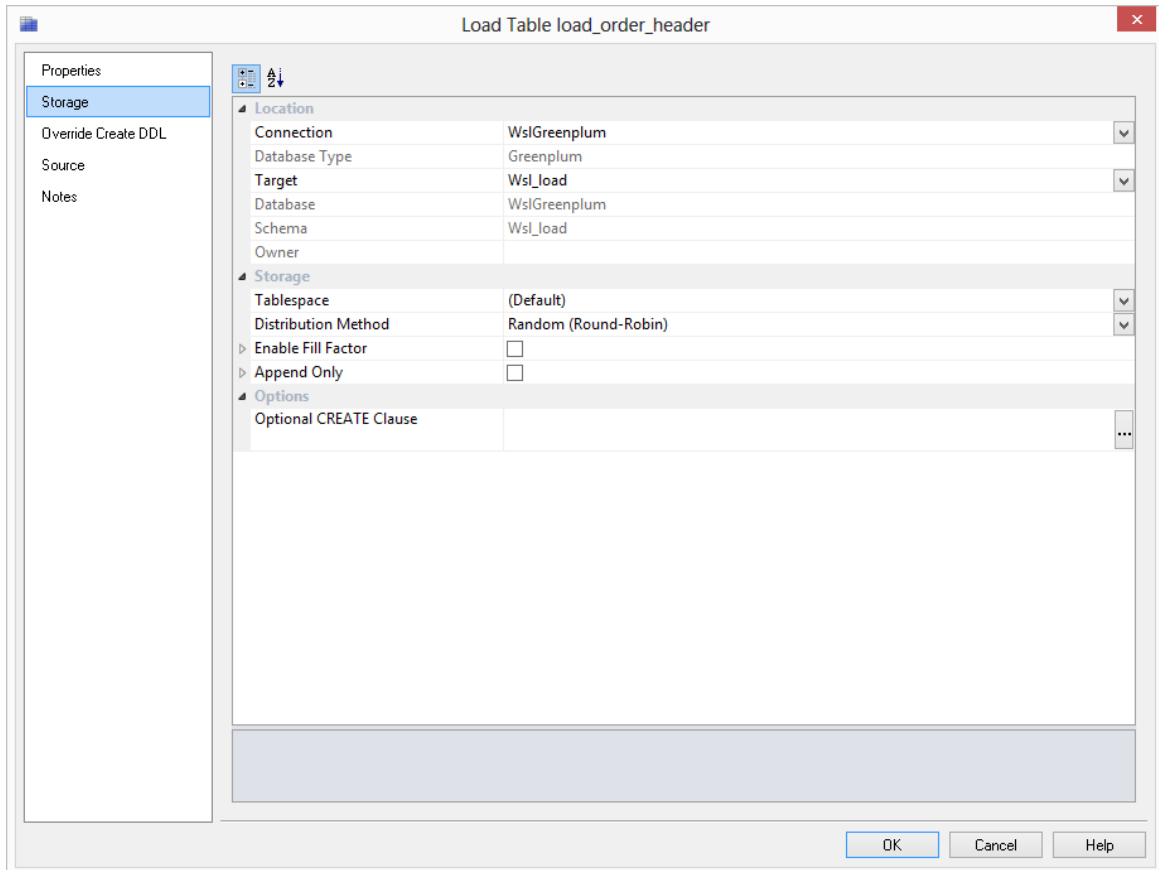 Load Table load_order_header
Properties
Storage
Override Create DDL
Source
Notes
Location
Connection WslGreenplum
Database Type Greenplum
Target Wsl_load
Database WslGreenplum
Schema Wsl_load
Owner
Storage
Tablespace (Default)
Distribution Method Random (Round-Robin)
Enable Fill Factor
Append Only
Options
Optional CREATE Clause
...
OK Cancel Help